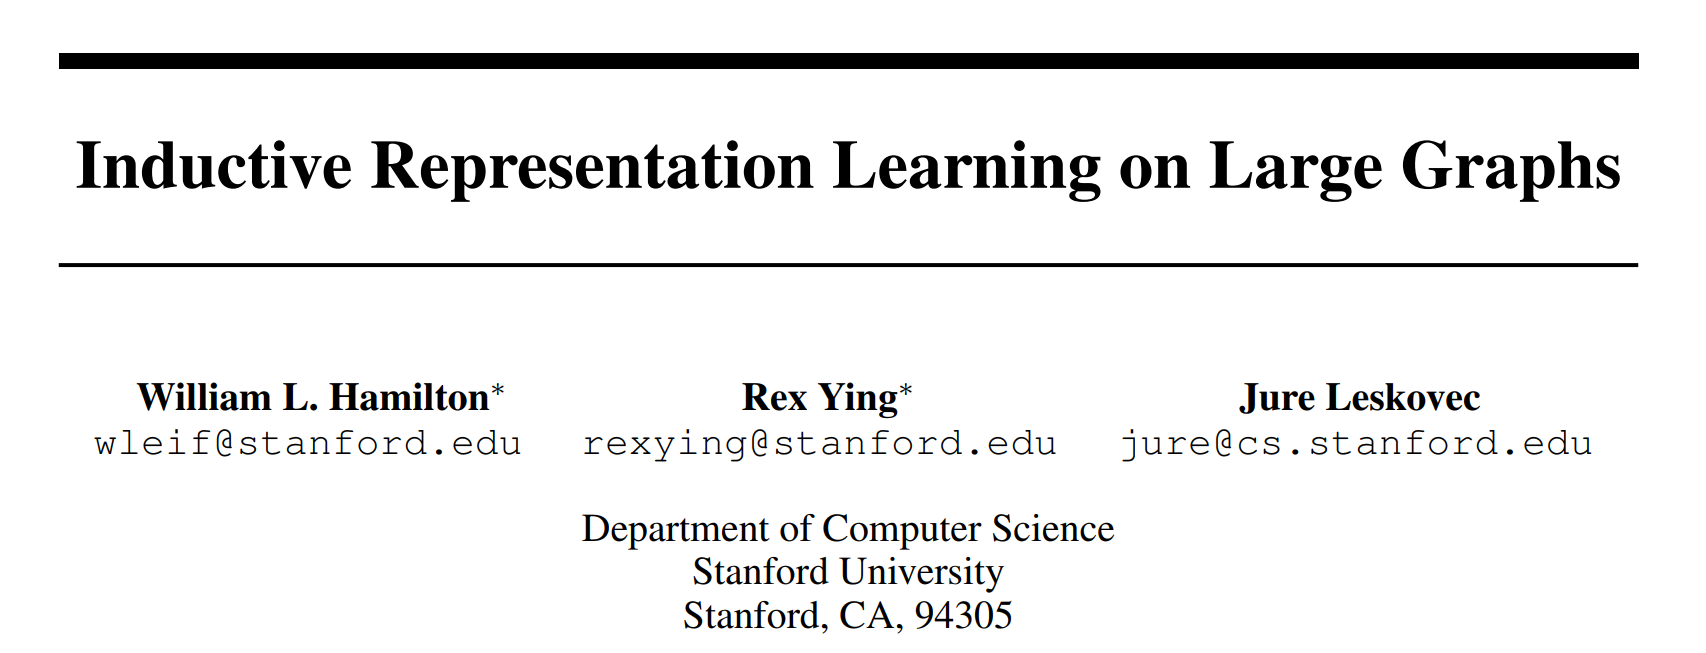 Inductive Representation Learning on Large Graphs
William L. Hamilton* Rex Ying* Jure Leskovec
wleif@stanford.edu rexying@stanford.edu jure@cs.stanford.edu
Department of Computer Science
Stanford University
Stanford, CA, 94305